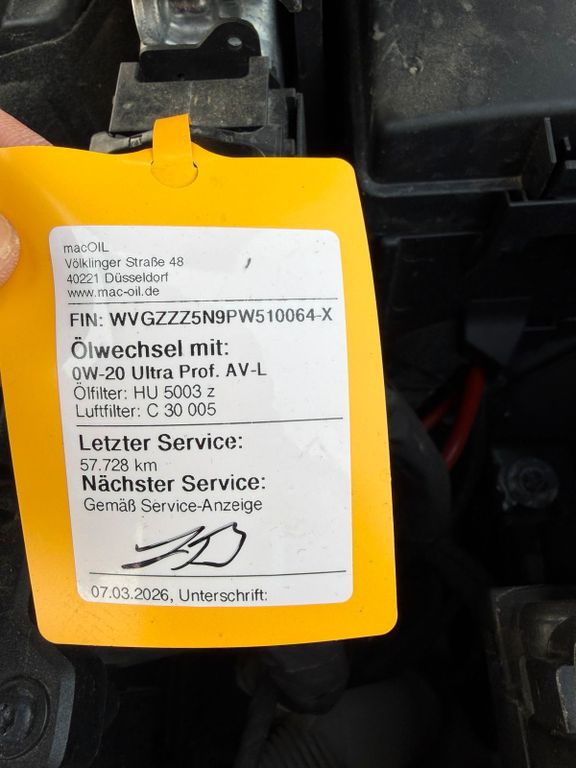 macOIL
Völklinger Straße 48
40221 Düsseldorf
www.mac-oil.de
FIN: WVGZZZ5N9PW510064-X
Ölwechsel mit:
0W-20 Ultra Prof. AV-L
Ölfilter: HU 5003 z
Luftfilter: C 30 005
Letzter Service:
57.728 km
Nächster Service:
Gemäß Service-Anzeige
07.03.2026, Unterschrift: